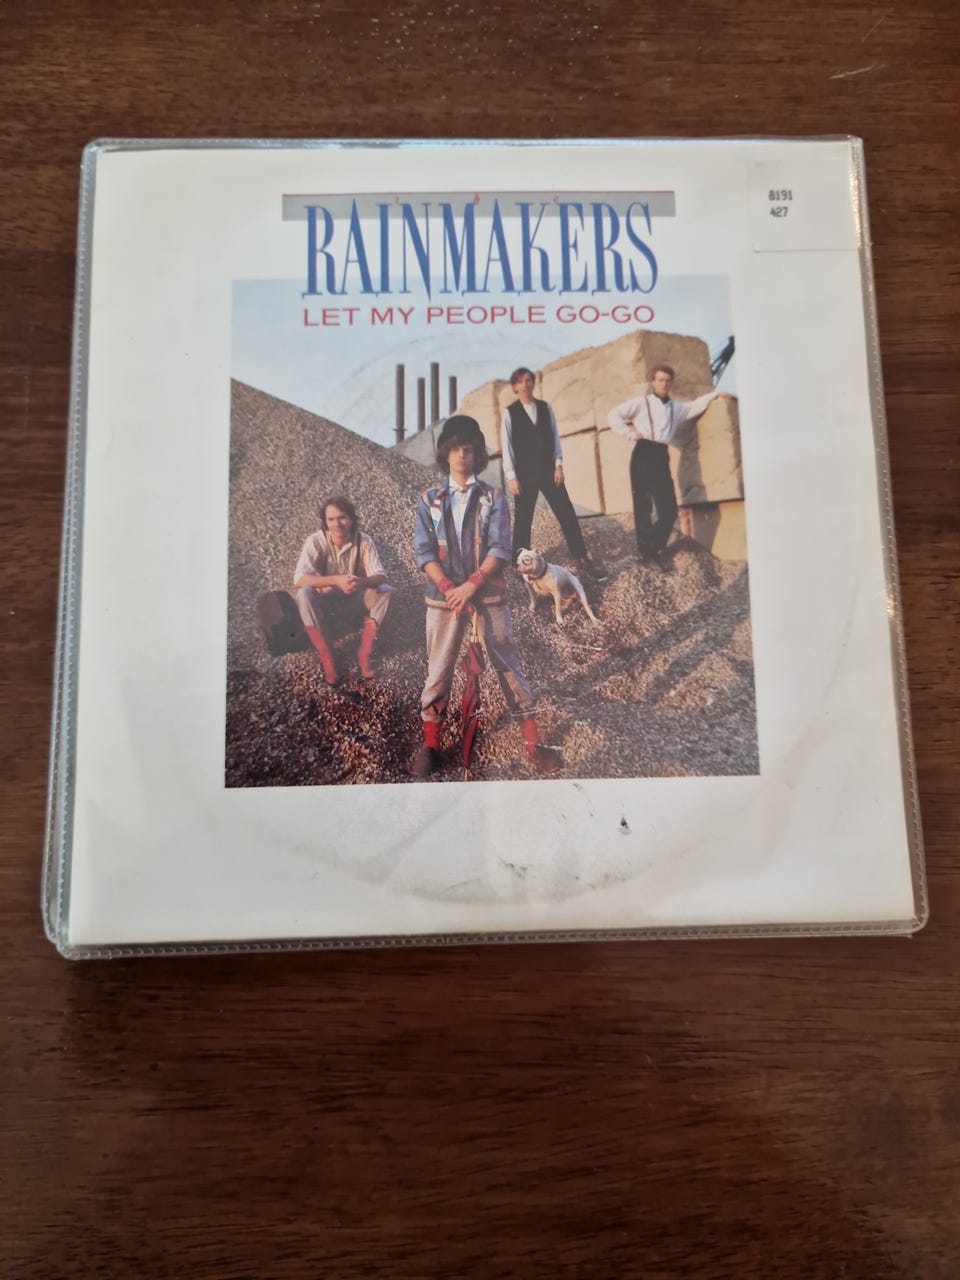 the
RAINMAKERS
LET MY PEOPLE GO-GO
8191
427